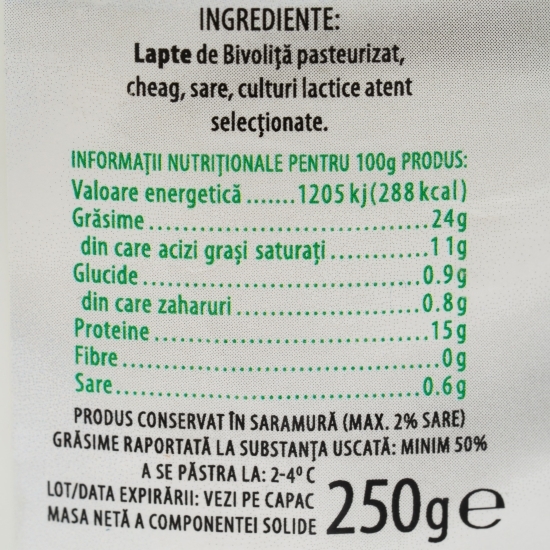 INGREDIENTE:
Lapte de Bivoliță pasteurizat,
cheag, sare, culturi lactice atent
selecționate.
INFORMAȚII NUTRIȚIONALE PENTRU 100g PRODUS:
Valoare energetică.......1205 kj(288 kcal)
Grăsime........................................24g
din care acizi grași saturați..............11g
Glucide........................................0.9g
din care zaharuri...........................0.8g
Proteine.......................................15g
Fibre............................................0g
Sare.............................................0.6g
PRODUS CONSERVAT ÎN SARAMURĂ (MAX. 2% SARE)
GRĂSIME RAPORTATĂ LA SUBSTANȚA USCATĂ: MINIM 50%
A SE PĂSTRA LA: 2-4º C
LOT/DATA EXPIRĂRII: VEZI PE CAPAC
MASA NETĂ A COMPONENTEI SOLIDE 250g e